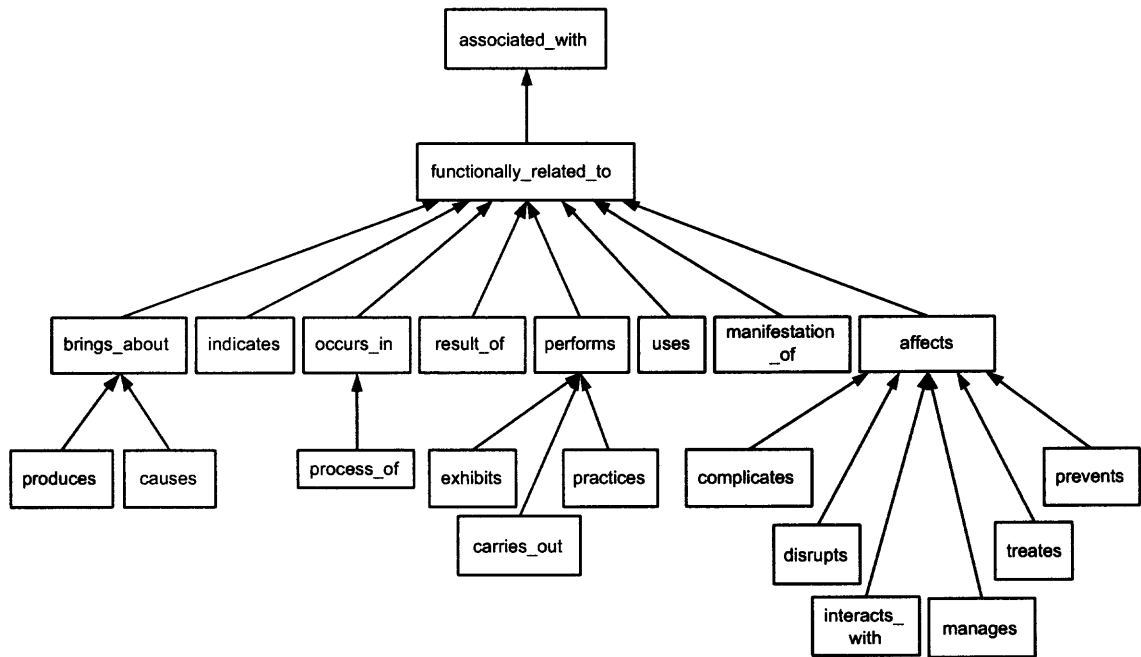 associated_with
functionally_related_to
brings_about
indicates
occurs_in
result_of
performs
uses
manifestation
_of
affects
produces
causes
process_of
exhibits
practices
carries_out
complicates
prevents
disrupts
treates
interacts_
with
manages